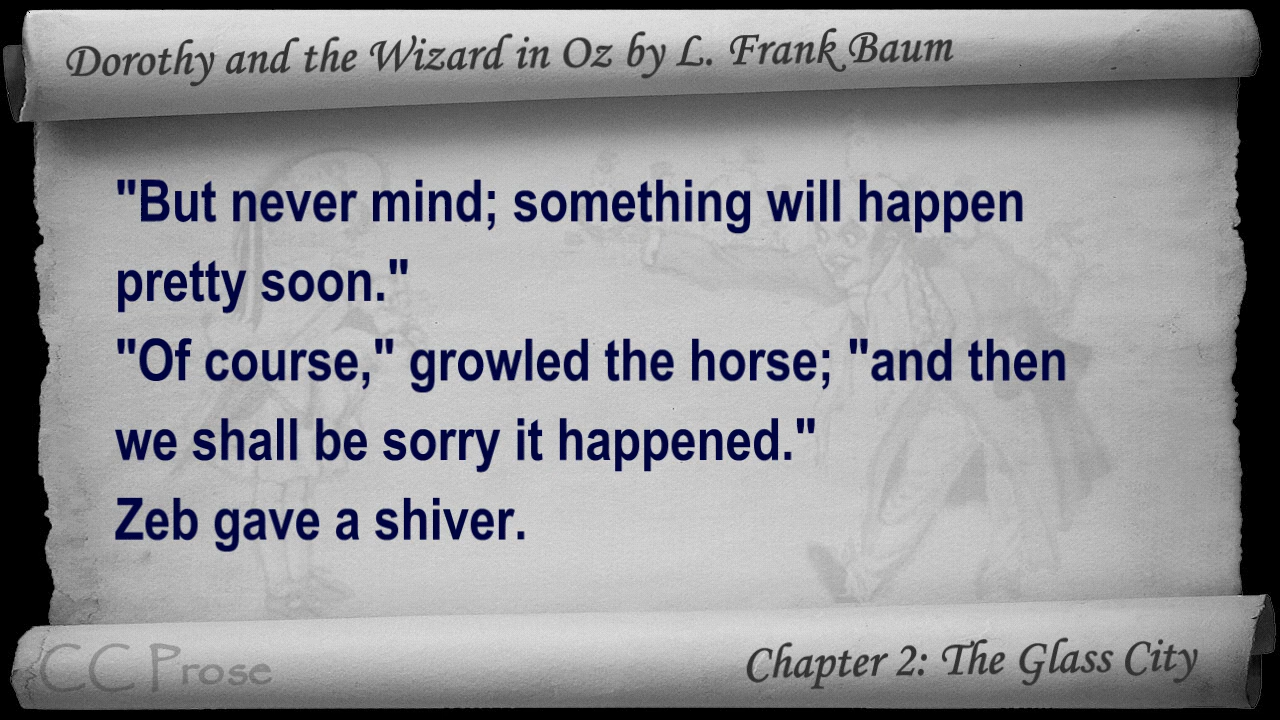 Dorothy and the Wizard in Oz by L. Frank Baum
"But never mind; something will happen
pretty soon."
"Of course," growled the horse; "and then
we shall be sorry it happened."
Zeb gave a shiver.
CC Prose
Chapter 2: The Glass City